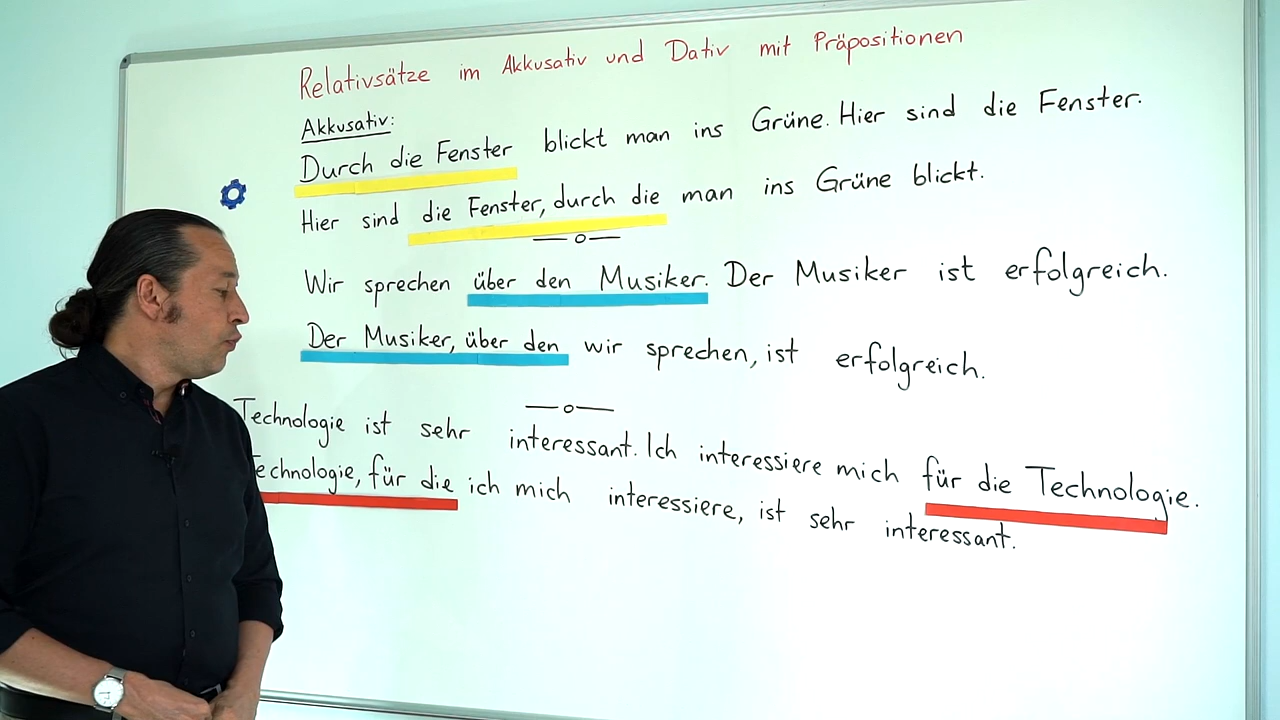 Relativsätze im Akkusativ und Dativ mit Präpositionen
Akkusativ:
Durch die Fenster blickt man ins Grüne. Hier sind die Fenster.
Hier sind die Fenster, durch die man ins Grüne blickt.
Wir sprechen über den Musiker. Der Musiker ist erfolgreich.
Der Musiker, über den wir sprechen, ist erfolgreich.
Technologie ist sehr interessant. Ich interessiere mich für die Technologie.
echnologie, für die ich mich interessiere, ist sehr interessant.